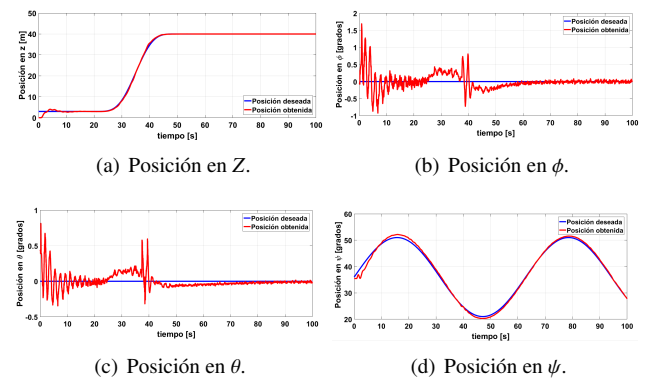 Posición en z [m]
50
40
30
20
10
0
Posición deseada
Posición obtenida
0 10 20 30 40 50 60 70 80 90 100
tiempo [s]
(a) Posición en Z.
Posición en ϕ [grados]
2
1.5
1
0.5
0
-0.5
-1
Posición deseada
Posición obtenida
0 10 20 30 40 50 60 70 80 90 100
tiempo [s]
(b) Posición en ϕ.
Posición en θ [grados]
1
0.5
0
-0.5
Posición deseada
Posición obtenida
0 10 20 30 40 50 60 70 80 90 100
tiempo [s]
(c) Posición en θ.
Posición en ψ [grados]
60
50
40
30
20
Posición deseada
Posición obtenida
0 10 20 30 40 50 60 70 80 90 100
tiempo [s]
(d) Posición en ψ.